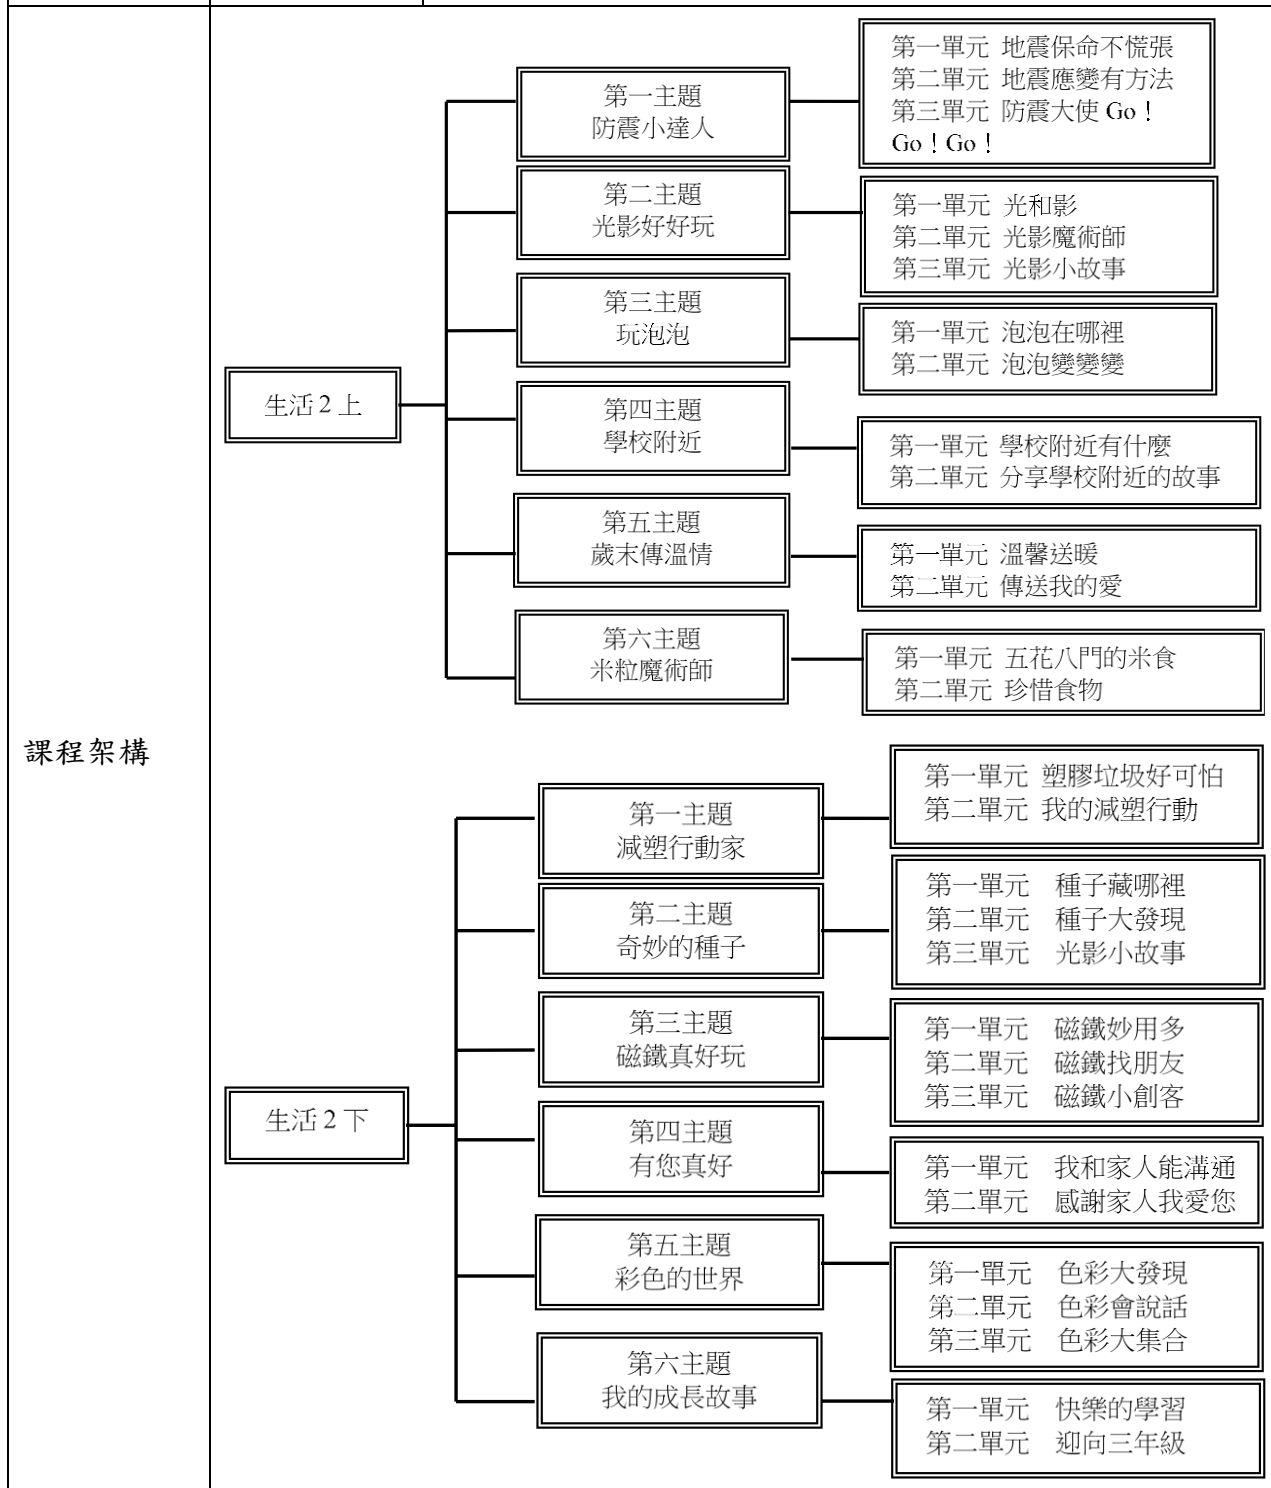 課程架構
生活 2 上
第一主題
防震小達人
第一單元 地震保命不慌張
第二單元 地震應變有方法
第三單元 防震大使 Go！
Go！Go！
第二主題
光影好好玩
第一單元 光和影
第二單元 光影魔術師
第三單元 光影小故事
第三主題
玩泡泡
第一單元 泡泡在哪裡
第二單元 泡泡變變變
第四主題
學校附近
第一單元 學校附近有什麼
第二單元 分享學校附近的故事
第五主題
歲末傳溫情
第一單元 溫馨送暖
第二單元 傳送我的愛
第六主題
米粒魔術師
第一單元 五花八門的米食
第二單元 珍惜食物
生活 2 下
第一主題
減塑行動家
第一單元 塑膠垃圾好可怕
第二單元 我的減塑行動
第二主題
奇妙的種子
第一單元　種子藏哪裡
第二單元　種子大發現
第三單元　光影小故事
第三主題
磁鐵真好玩
第一單元　磁鐵妙用多
第二單元　磁鐵找朋友
第三單元　磁鐵小創客
第四主題
有您真好
第一單元　我和家人能溝通
第二單元　感謝家人我愛您
第五主題
彩色的世界
第一單元　色彩大發現
第二單元　色彩會說話
第三單元　色彩大集合
第六主題
我的成長故事
第一單元　快樂的學習
第二單元　迎向三年級